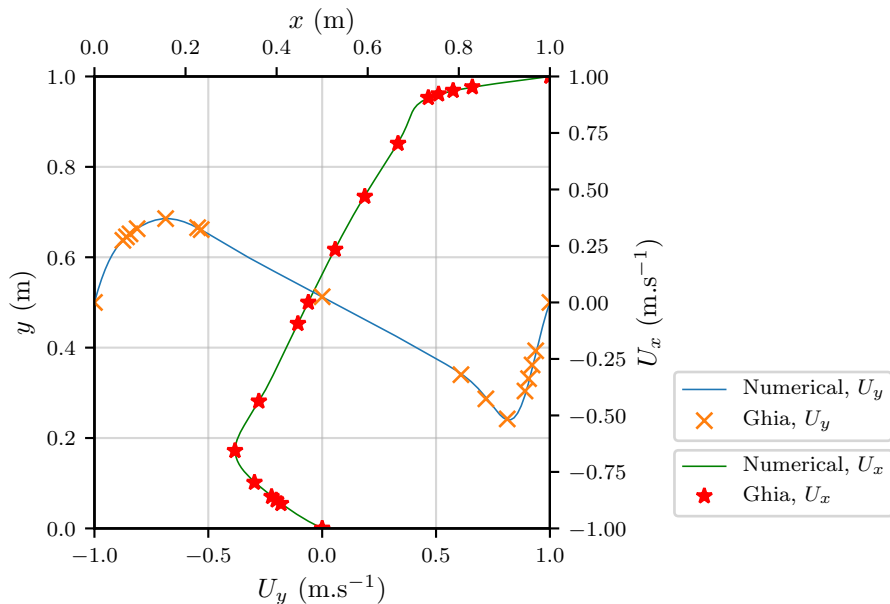 x (m)
0.0 0.2 0.4 0.6 0.8 1.0
1.0
0.8
0.6
0.4
0.2
0.0
y (m)
1.00
0.75
0.50
0.25
0.00
−0.25
−0.50
−0.75
−1.00
U_x (m.s⁻¹)
−1.0 −0.5 0.0 0.5 1.0
U_y (m.s⁻¹)
Numerical, U_y
Ghia, U_y
Numerical, U_x
Ghia, U_x